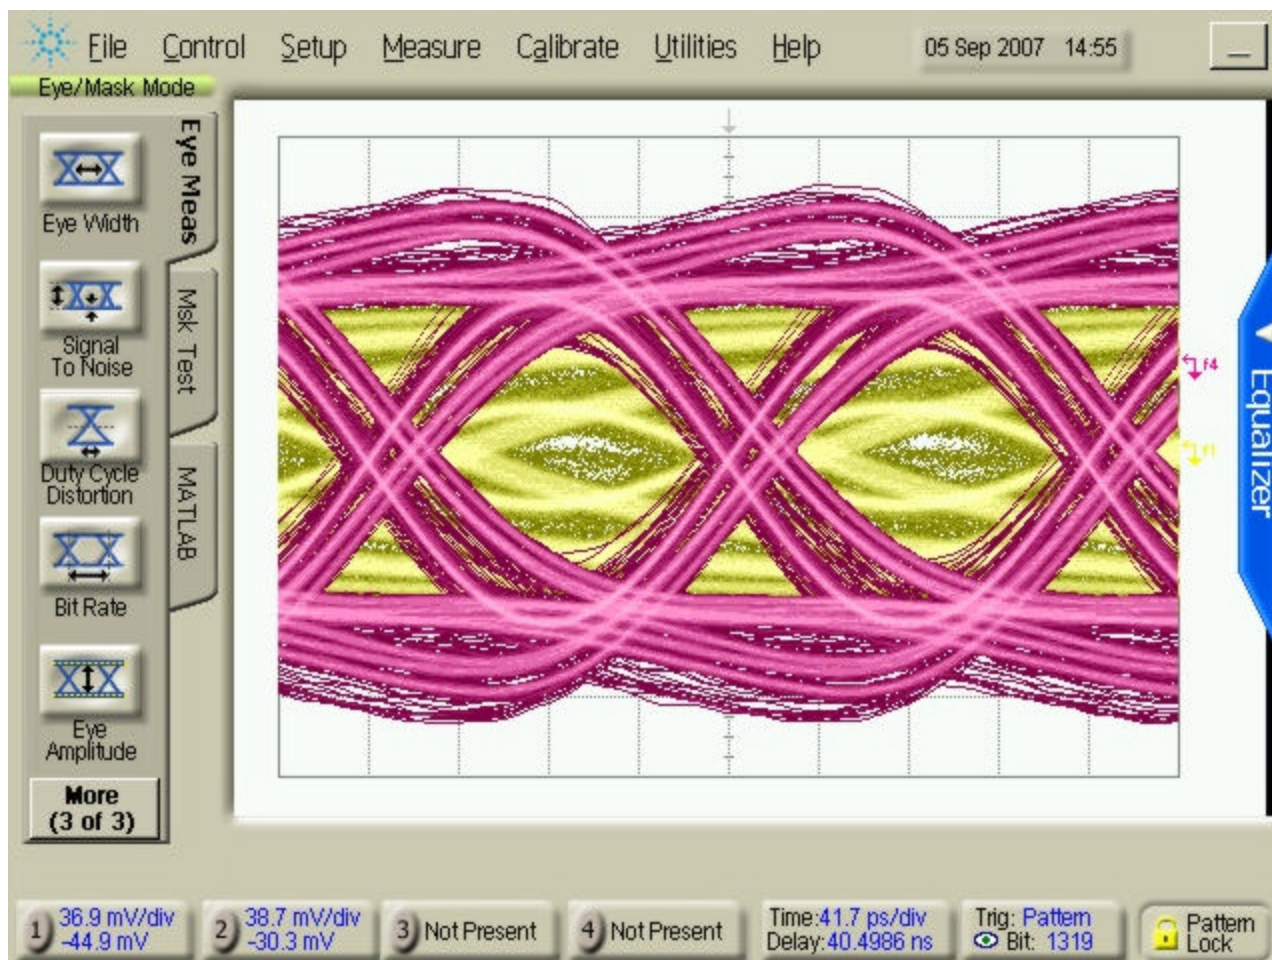 File Control Setup Measure Calibrate Utilities Help 05 Sep 2007 14:55
Eye/Mask Mode
Eye Meas
Msk Test
MATLAB
Eye Width
Signal
To Noise
Duty Cycle
Distortion
Bit Rate
Eye
Amplitude
More
(3 of 3)
f4
f1
Equalizer
1 36.9 mV/div
-44.9 mV
2 38.7 mV/div
-30.3 mV
3 Not Present
4 Not Present
Time:41.7 ps/div
Delay:40.4986 ns
Trig: Pattern
Bit: 1319
Pattern
Lock